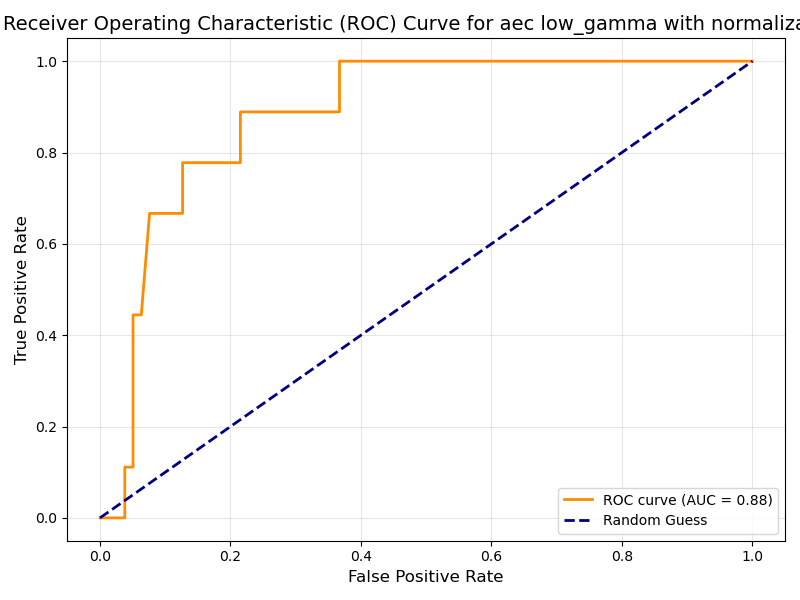 Receiver Operating Characteristic (ROC) Curve for aec low_gamma with normaliza
True Positive Rate
1.0
0.8
0.6
0.4
0.2
0.0
ROC curve (AUC = 0.88)
Random Guess
0.0 0.2 0.4 0.6 0.8 1.0
False Positive Rate